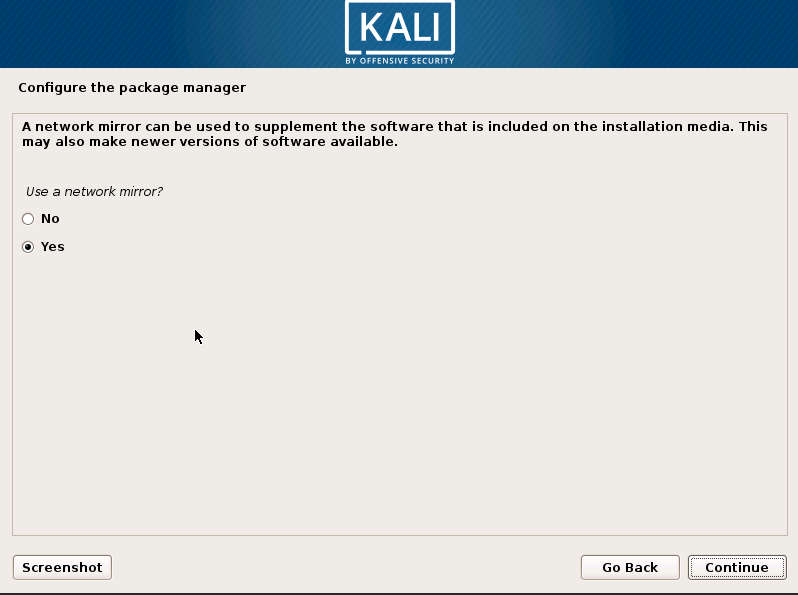 KALI
BY OFFENSIVE SECURITY
Configure the package manager
A network mirror can be used to supplement the software that is included on the installation media. This
may also make newer versions of software available.
Use a network mirror?
No
Yes
Screenshot
Go Back
Continue